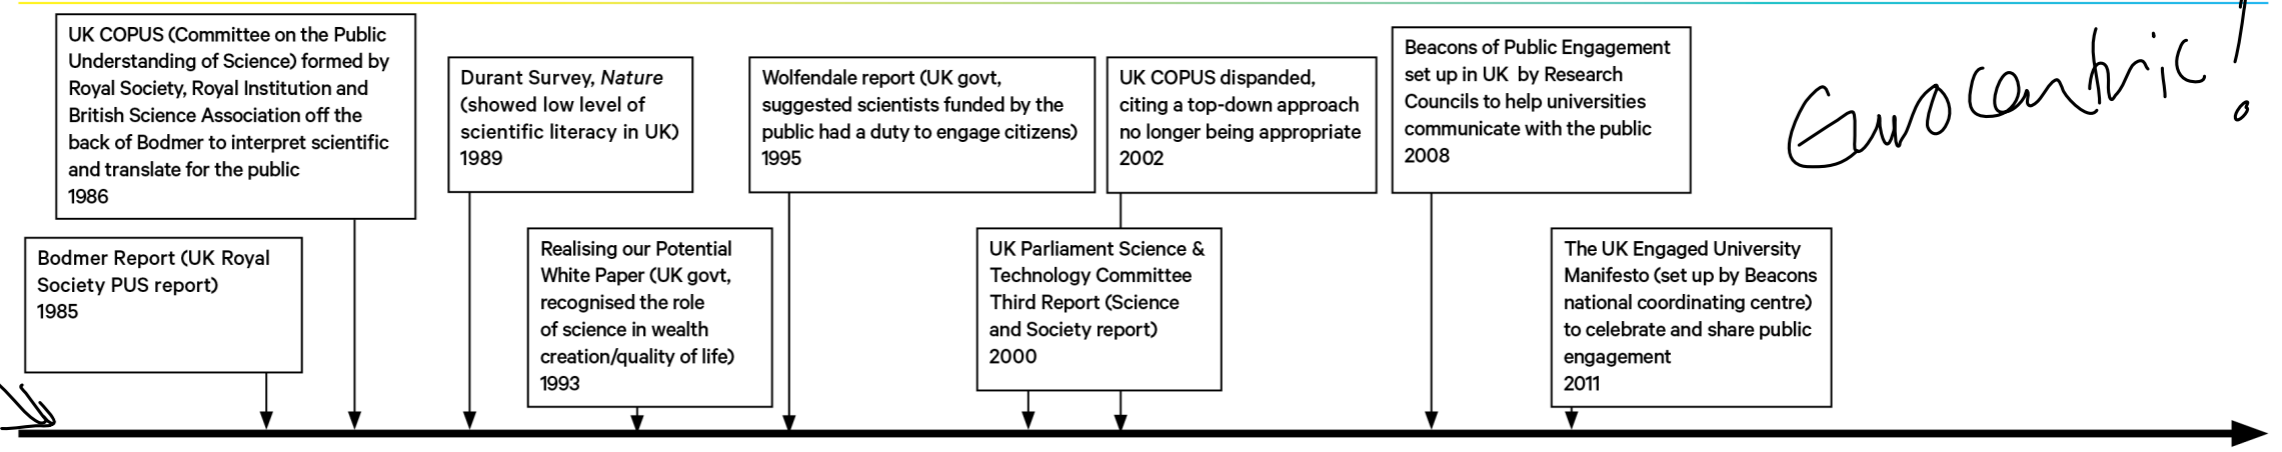 UK COPUS (Committee on the Public
Understanding of Science) formed by
Royal Society, Royal Institution and
British Science Association off the
back of Bodmer to interpret scientific
and translate for the public
1986
Bodmer Report (UK Royal
Society PUS report)
1985
Durant Survey, Nature
(showed low level of
scientific literacy in UK)
1989
Realising our Potential
White Paper (UK govt,
recognised the role
of science in wealth
creation/quality of life)
1993
Wolfendale report (UK govt,
suggested scientists funded by the
public had a duty to engage citizens)
1995
UK Parliament Science &
Technology Committee
Third Report (Science
and Society report)
2000
UK COPUS dispanded,
citing a top-down approach
no longer being appropriate
2002
Beacons of Public Engagement
set up in UK by Research
Councils to help universities
communicate with the public
2008
The UK Engaged University
Manifesto (set up by Beacons
national coordinating centre)
to celebrate and share public
engagement
2011
Eurocentric!